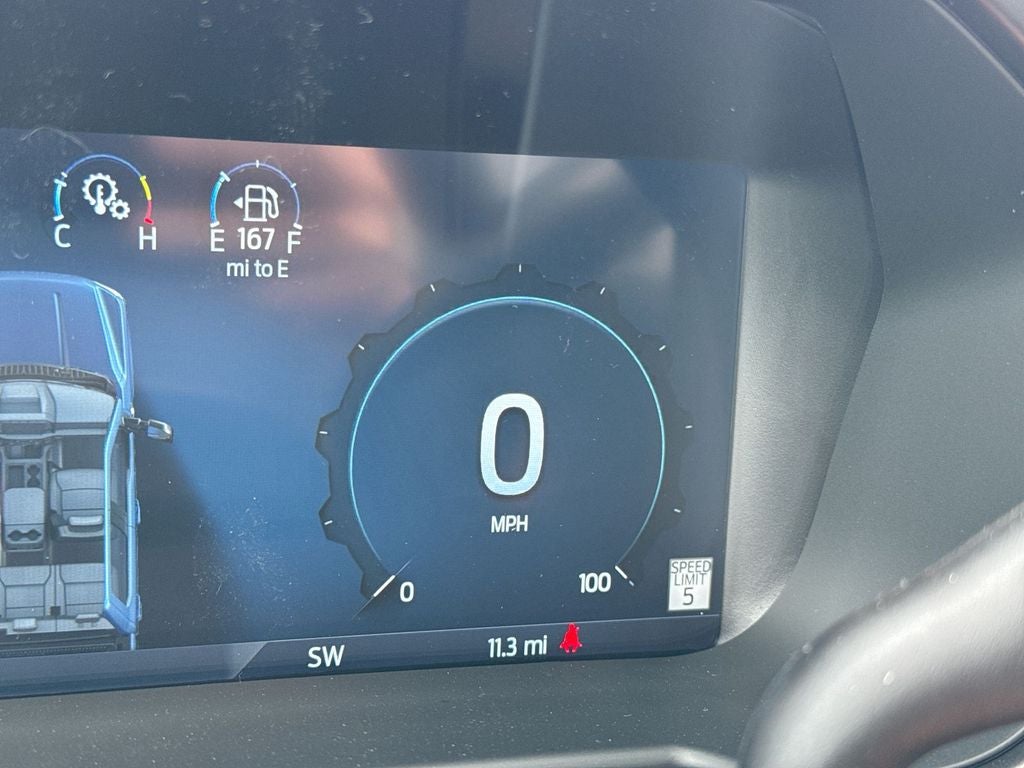 C H
E 167 F
mi to E
0
MPH
0 100
SPEED
LIMIT
5
SW 11.3 mi